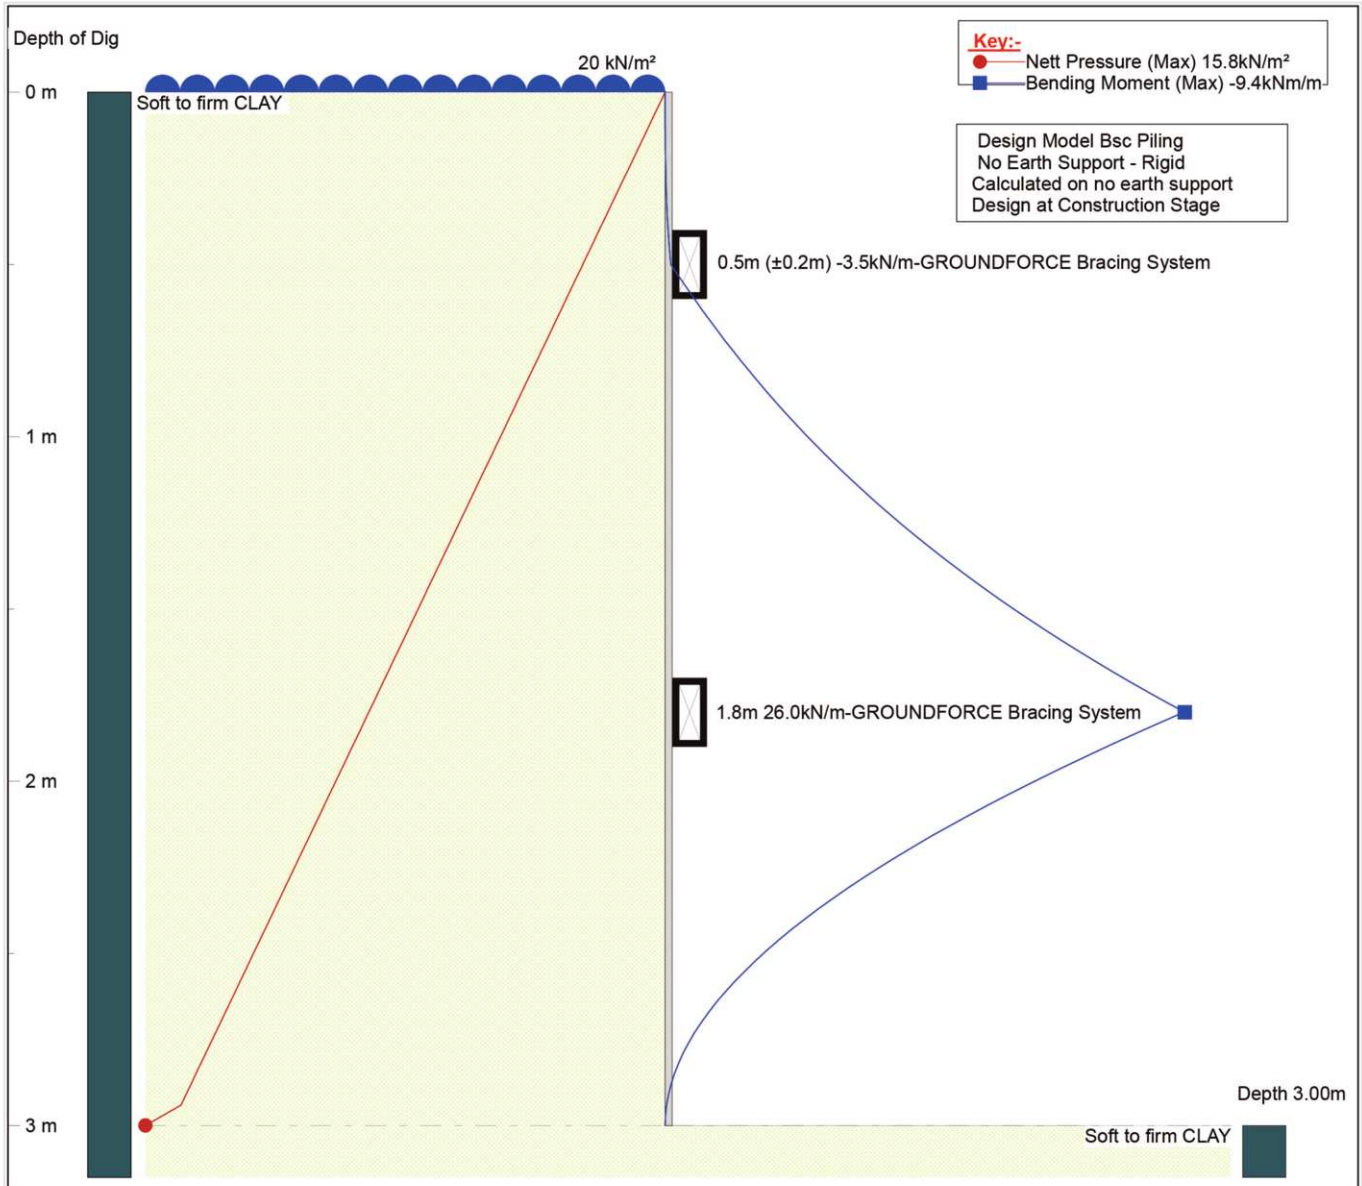 Depth of Dig
20 kN/m²
Key:-
Nett Pressure (Max) 15.8kN/m²
Bending Moment (Max) -9.4kNm/m
0 m
Soft to firm CLAY
Design Model Bsc Piling
No Earth Support - Rigid
Calculated on no earth support
Design at Construction Stage
0.5m (±0.2m) -3.5kN/m-GROUNDFORCE Bracing System
1 m
1.8m 26.0kN/m-GROUNDFORCE Bracing System
2 m
Depth 3.00m
3 m
Soft to firm CLAY